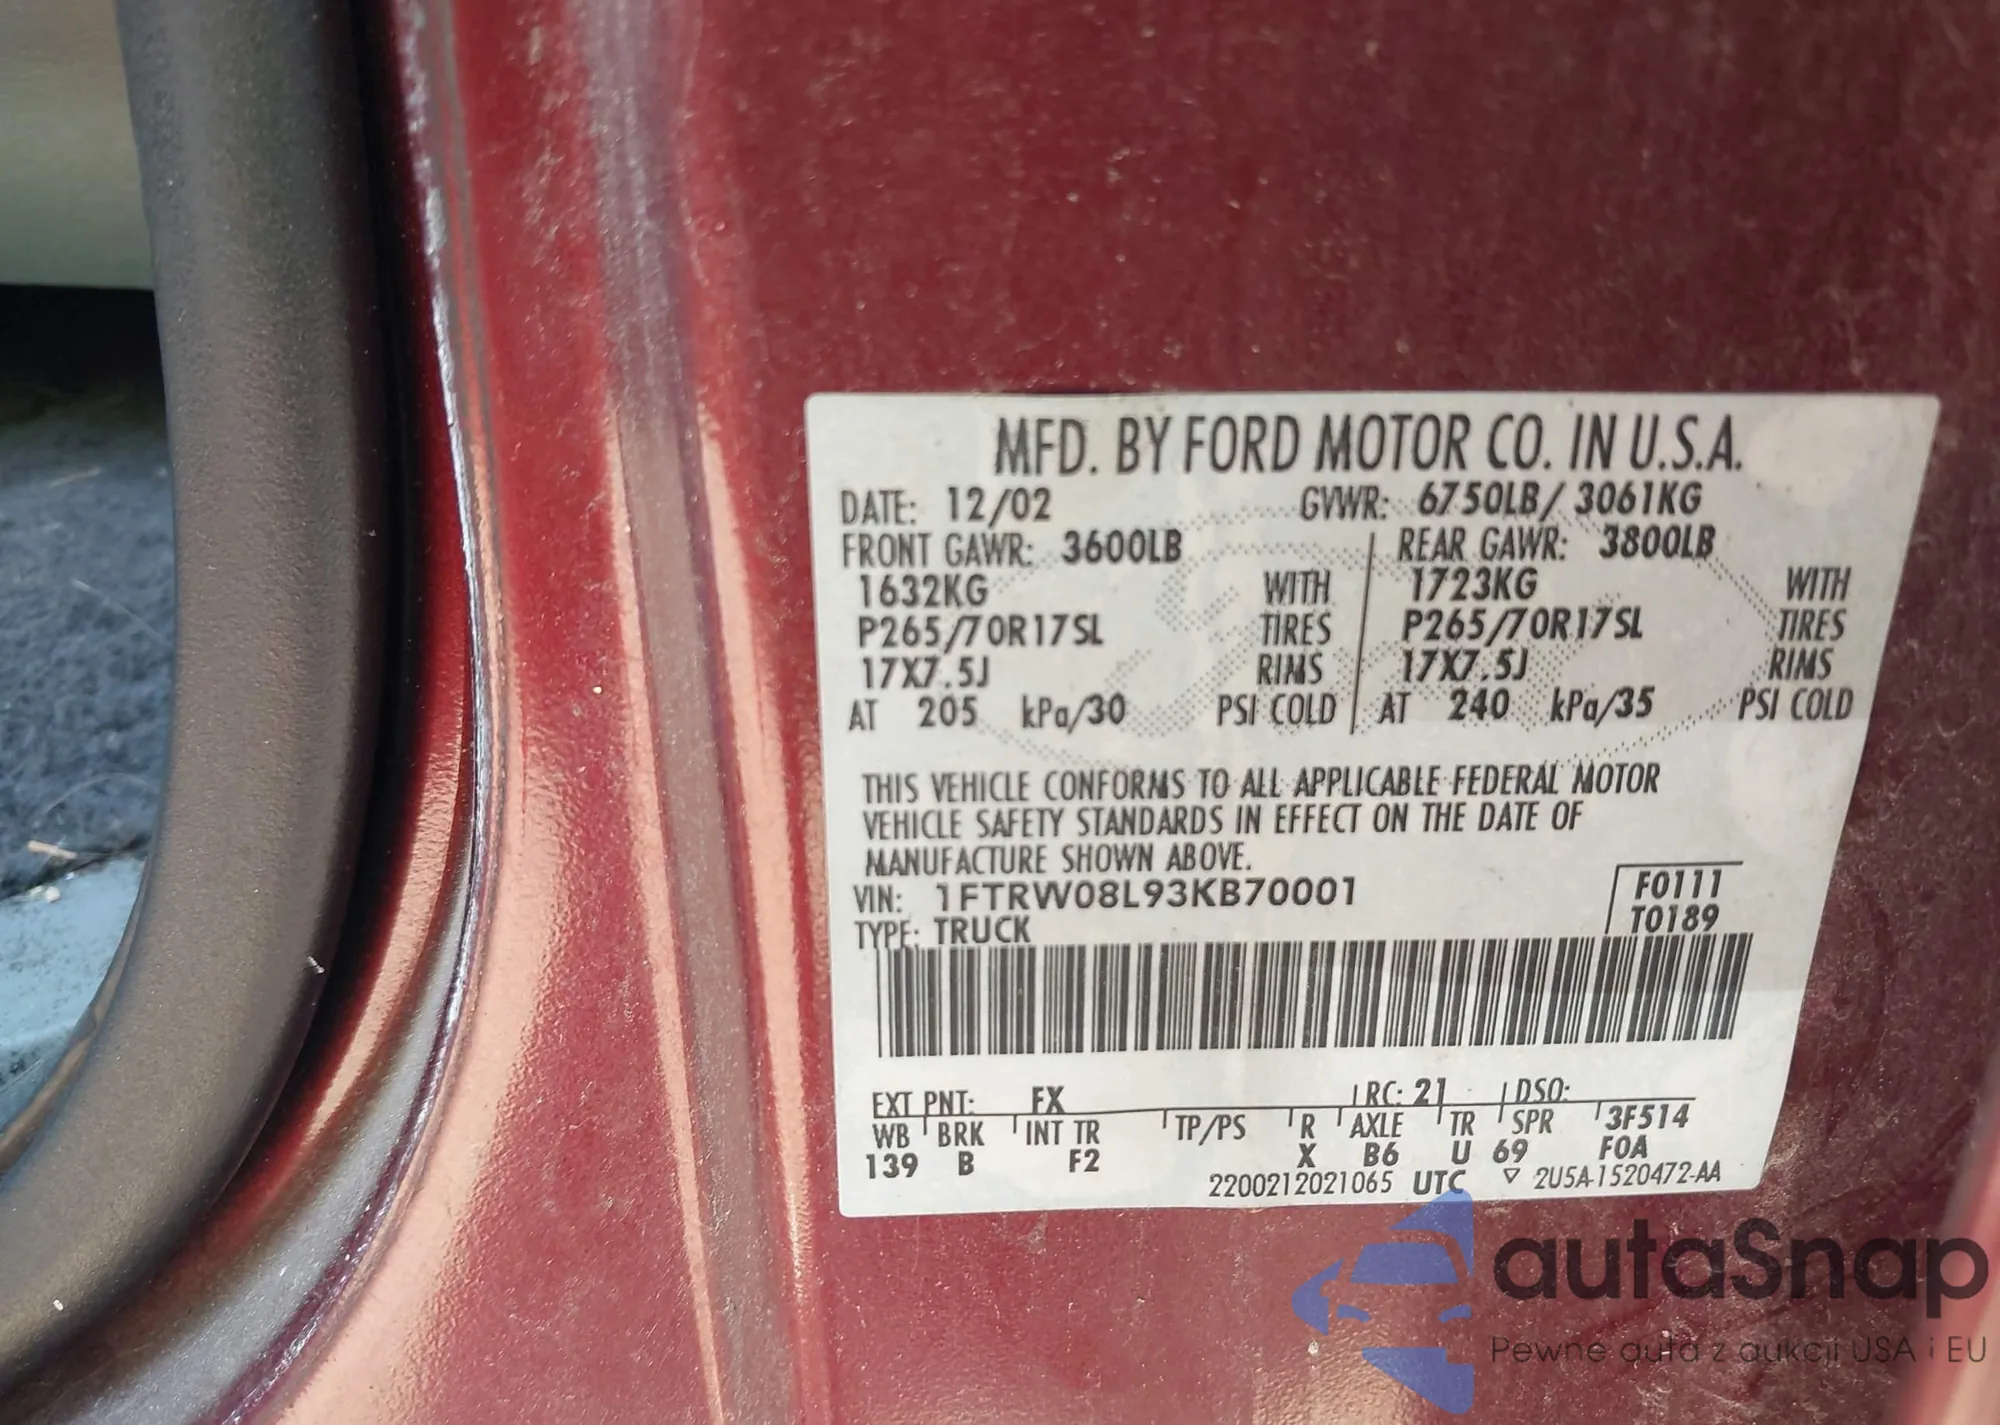 MFD. BY FORD MOTOR CO. IN U.S.A.
DATE: 12/02 GVWR: 6750LB/ 3061KG
FRONT GAWR: 3600LB REAR GAWR: 3800LB
1632KG WITH 1723KG WITH
P265/70R17SL TIRES P265/70R17SL TIRES
17X7.5J RIMS 17X7.5J RIMS
AT 205 kPa/30 PSI COLD AT 240 kPa/35 PSI COLD
THIS VEHICLE CONFORMS TO ALL APPLICABLE FEDERAL MOTOR
VEHICLE SAFETY STANDARDS IN EFFECT ON THE DATE OF
MANUFACTURE SHOWN ABOVE.
VIN: 1FTRW08L93KB70001 F0111
TYPE: TRUCK T0189
EXT PNT: FX RC: 21 DSO:
WB BRK INT TR TP/PS R AXLE TR SPR 3F514
139 B F2 X B6 U 69 F0A
2200212021065 UTC ▽ 2U5A-1520472-AA
autaSnap
Pewne auta z aukcji USA i EU